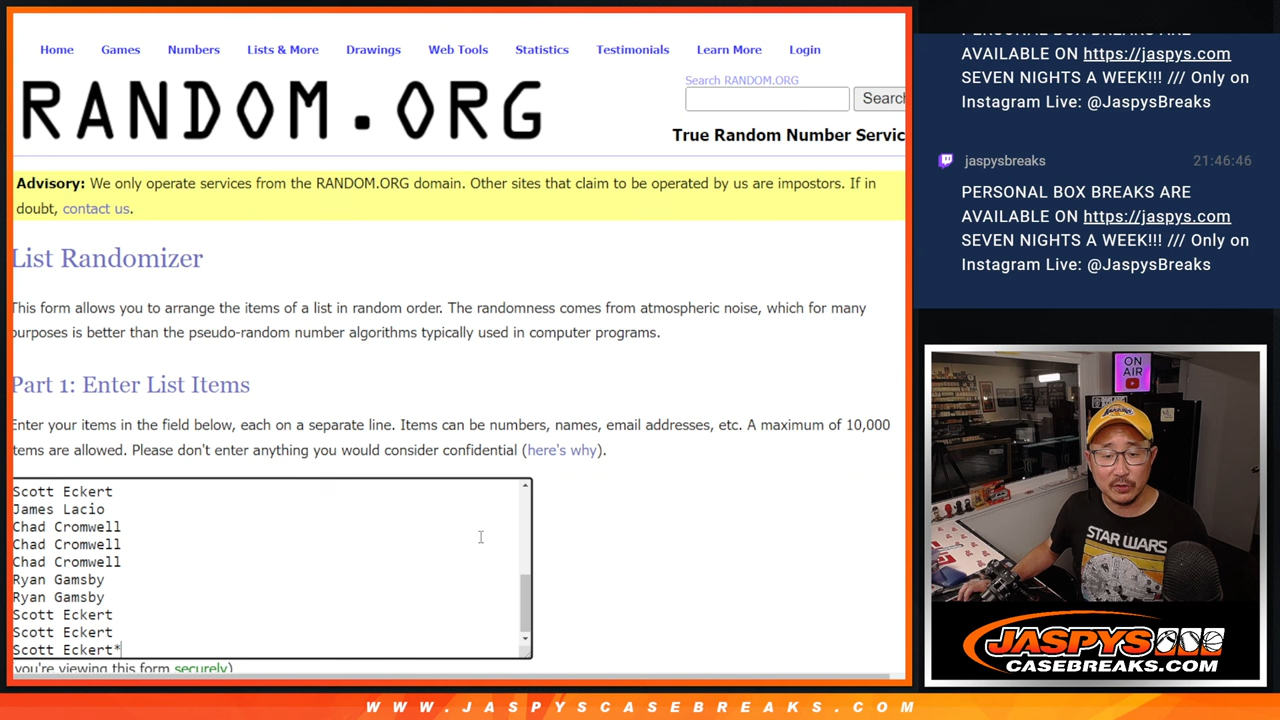 Home Games Numbers Lists & More Drawings Web Tools Statistics Testimonials Learn More Login
Search RANDOM.ORG
RANDOM.ORG
Search
True Random Number Servic
Advisory: We only operate services from the RANDOM.ORG domain. Other sites that claim to be operated by us are impostors. If in
doubt, contact us.
List Randomizer
This form allows you to arrange the items of a list in random order. The randomness comes from atmospheric noise, which for many
purposes is better than the pseudo-random number algorithms typically used in computer programs.
Part 1: Enter List Items
Enter your items in the field below, each on a separate line. Items can be numbers, names, email addresses, etc. A maximum of 10,000
items are allowed. Please don't enter anything you would consider confidential (here's why).
Scott Eckert
James Lacio
Chad Cromwell
Chad Cromwell
Chad Cromwell
Ryan Gamsby
Ryan Gamsby
Scott Eckert
Scott Eckert
Scott Eckert*
you're viewing this form securely)
PERSONAL BOX BREAKS ARE
AVAILABLE ON https://jaspys.com
SEVEN NIGHTS A WEEK!!! /// Only on
Instagram Live: @JaspysBreaks
jaspysbreaks 21:46:46
PERSONAL BOX BREAKS ARE
AVAILABLE ON https://jaspys.com
SEVEN NIGHTS A WEEK!!! /// Only on
Instagram Live: @JaspysBreaks
ON
AIR
STAR WARS
JASPYS
CASEBREAKS.COM
WWW.JASPYSCASEBREAKS.COM